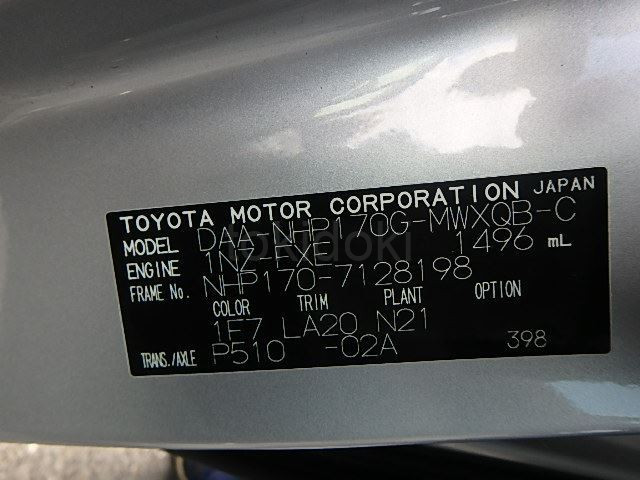 TOYOTA MOTOR CORPORATION JAPAN
MODEL DAA-NHP170G-MWXQB-C
ENGINE 1NZ-FXE 1496 mL
FRAME No. NHP170-7128198
COLOR TRIM PLANT OPTION
1F7 LA20 N21
TRANS./AXLE P510 -02A 398